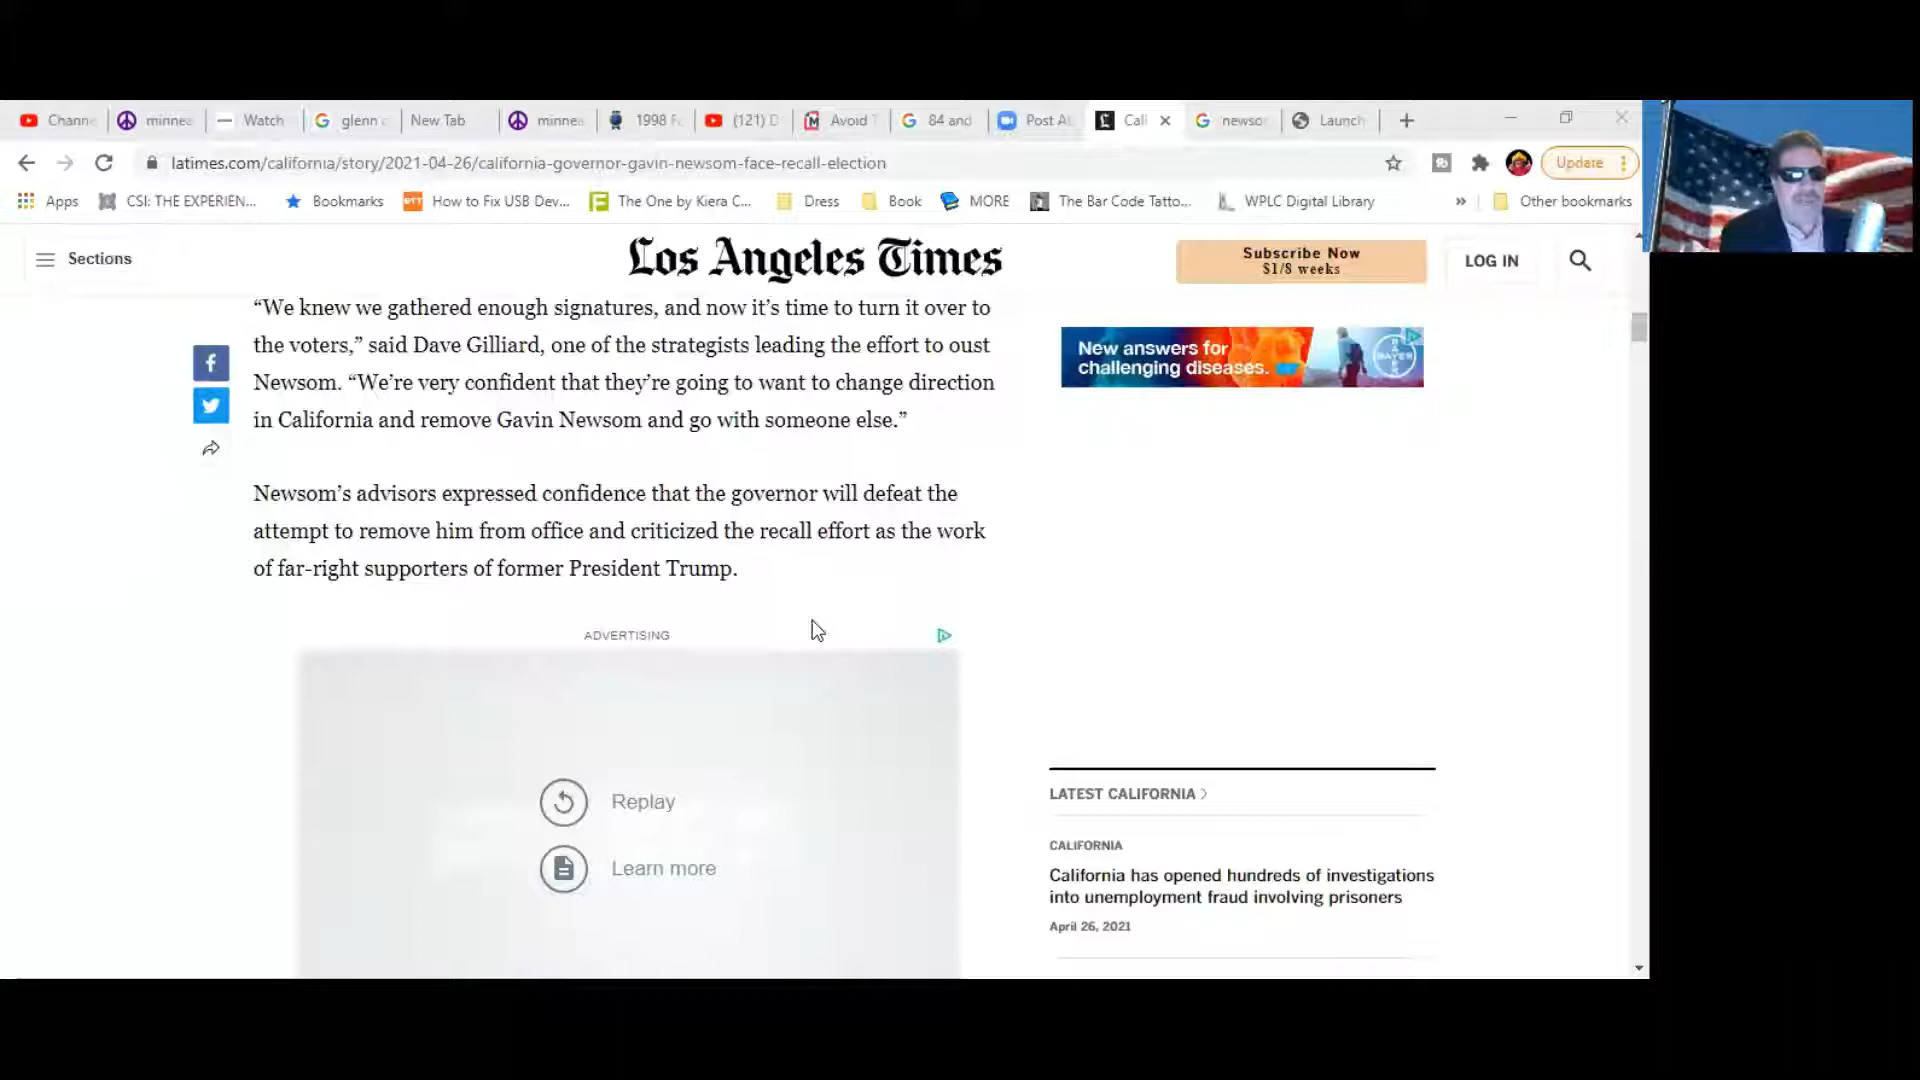 Channe
minnea
Watch
glenn c
New Tab
minnea
1998 F
(121) D
Avoid T
84 and
Post At
Cali
newso
Launch
latimes.com/california/story/2021-04-26/california-governor-gavin-newsom-face-recall-election
Update
Apps
CSI: THE EXPERIEN...
Bookmarks
How to Fix USB Dev...
The One by Kiera C...
Dress
Book
MORE
The Bar Code Tatto...
WPLC Digital Library
»
Other bookmarks
Sections
Los Angeles Times
Subscribe Now
$1/8 weeks
LOG IN
“We knew we gathered enough signatures, and now it’s time to turn it over to
the voters,” said Dave Gilliard, one of the strategists leading the effort to oust
Newsom. “We’re very confident that they’re going to want to change direction
in California and remove Gavin Newsom and go with someone else.”
Newsom’s advisors expressed confidence that the governor will defeat the
attempt to remove him from office and criticized the recall effort as the work
of far-right supporters of former President Trump.
ADVERTISING
Replay
Learn more
New answers for
challenging diseases.
BAYER
LATEST CALIFORNIA
CALIFORNIA
California has opened hundreds of investigations
into unemployment fraud involving prisoners
April 26, 2021